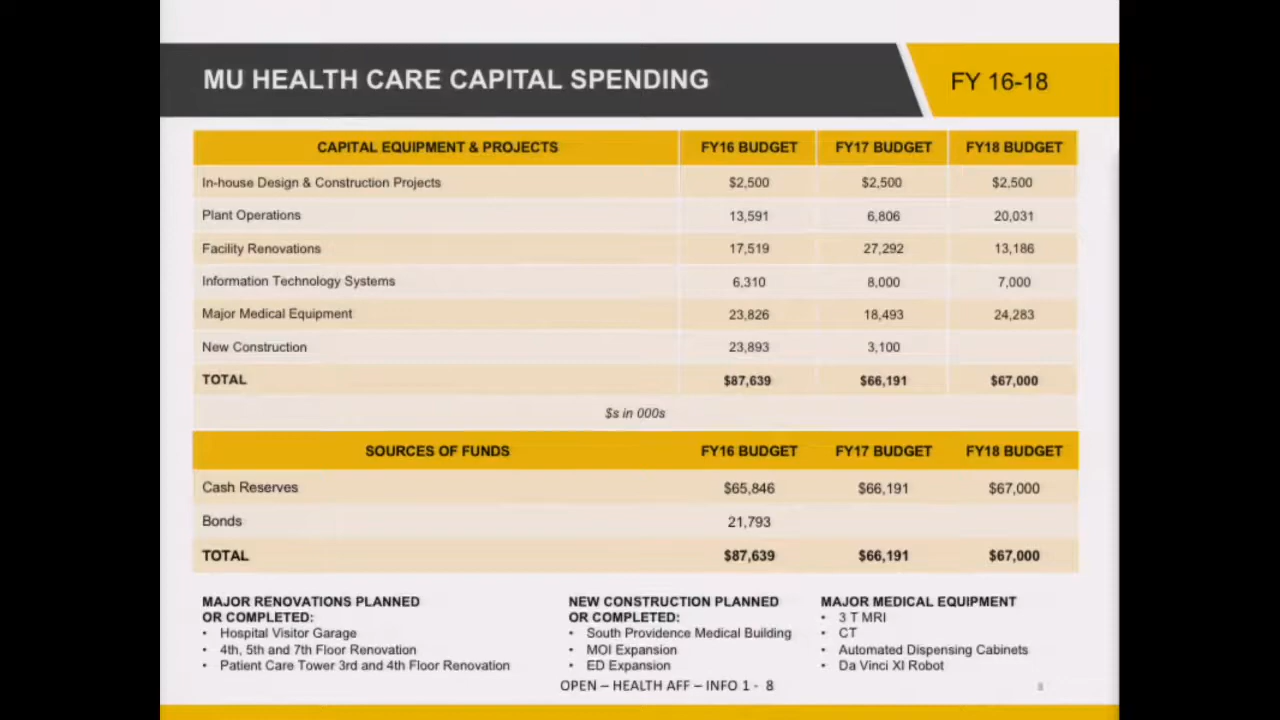 MU HEALTH CARE CAPITAL SPENDING FY 16-18
CAPITAL EQUIPMENT & PROJECTS FY16 BUDGET FY17 BUDGET FY18 BUDGET
In-house Design & Construction Projects $2,500 $2,500 $2,500
Plant Operations 13,591 6,806 20,031
Facility Renovations 17,519 27,292 13,186
Information Technology Systems 6,310 8,000 7,000
Major Medical Equipment 23,826 18,493 24,283
New Construction 23,893 3,100
TOTAL $87,639 $66,191 $67,000
$s in 000s
SOURCES OF FUNDS FY16 BUDGET FY17 BUDGET FY18 BUDGET
Cash Reserves $65,846 $66,191 $67,000
Bonds 21,793
TOTAL $87,639 $66,191 $67,000
MAJOR RENOVATIONS PLANNED
OR COMPLETED:
• Hospital Visitor Garage
• 4th, 5th and 7th Floor Renovation
• Patient Care Tower 3rd and 4th Floor Renovation
NEW CONSTRUCTION PLANNED
OR COMPLETED:
• South Providence Medical Building
• MOI Expansion
• ED Expansion
MAJOR MEDICAL EQUIPMENT
• 3 T MRI
• CT
• Automated Dispensing Cabinets
• Da Vinci XI Robot
OPEN – HEALTH AFF – INFO 1 - 8
8